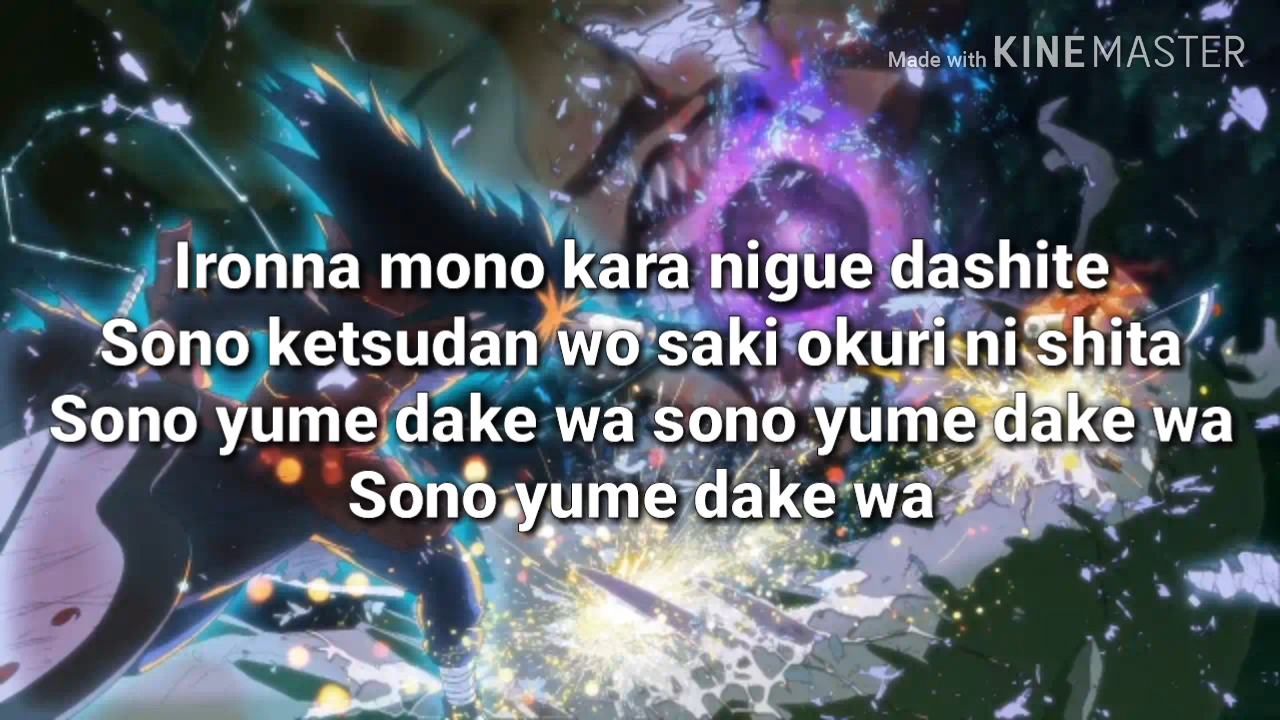 Made with KINEMASTER
Ironna mono kara nigue dashite
Sono ketsudan wo saki okuri ni shita
Sono yume dake wa sono yume dake wa
Sono yume dake wa